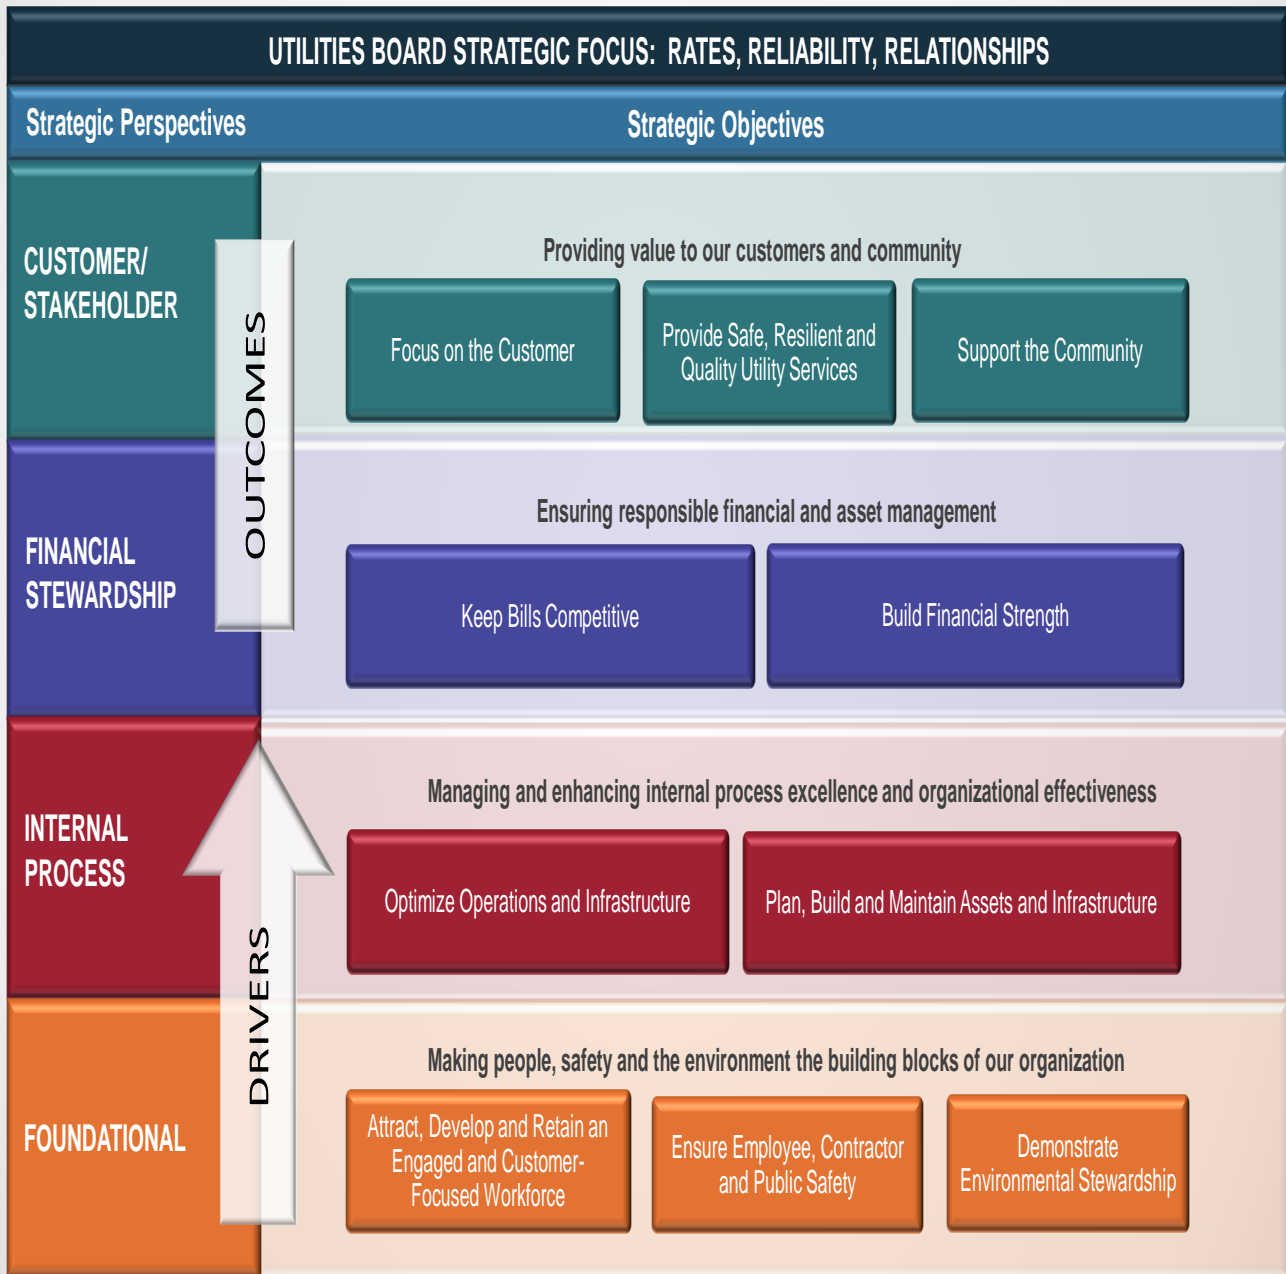 UTILITIES BOARD STRATEGIC FOCUS: RATES, RELIABILITY, RELATIONSHIPS
Strategic Perspectives
Strategic Objectives
CUSTOMER/
STAKEHOLDER
OUTCOMES
Providing value to our customers and community
Focus on the Customer
Provide Safe, Resilient and
Quality Utility Services
Support the Community
FINANCIAL
STEWARDSHIP
Ensuring responsible financial and asset management
Keep Bills Competitive
Build Financial Strength
INTERNAL
PROCESS
DRIVERS
Managing and enhancing internal process excellence and organizational effectiveness
Optimize Operations and Infrastructure
Plan, Build and Maintain Assets and Infrastructure
FOUNDATIONAL
Making people, safety and the environment the building blocks of our organization
Attract, Develop and Retain an
Engaged and Customer-
Focused Workforce
Ensure Employee, Contractor
and Public Safety
Demonstrate
Environmental Stewardship